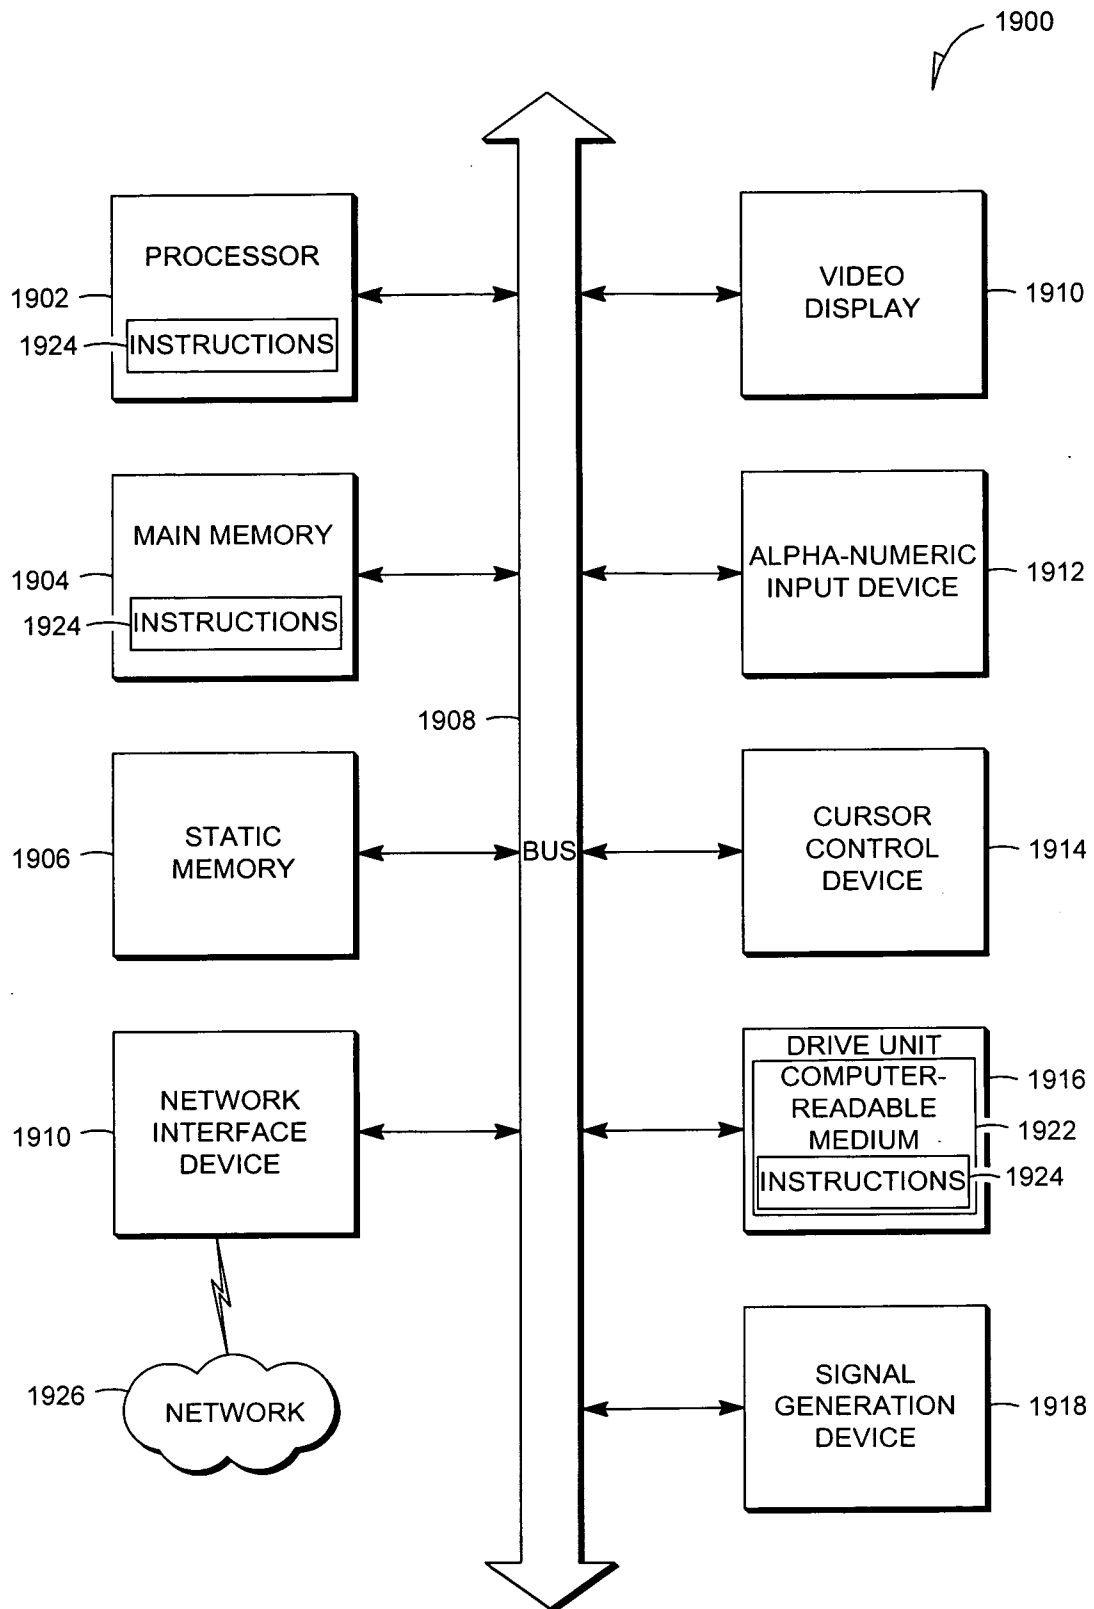 1900
PROCESSOR
1902
1924
INSTRUCTIONS
MAIN MEMORY
1904
1924
INSTRUCTIONS
1908
STATIC
MEMORY
1906
BUS
NETWORK
INTERFACE
DEVICE
1910
1926
NETWORK
VIDEO
DISPLAY
1910
ALPHA-NUMERIC
INPUT DEVICE
1912
CURSOR
CONTROL
DEVICE
1914
DRIVE UNIT
COMPUTER-
READABLE
MEDIUM
INSTRUCTIONS
1916
1922
1924
SIGNAL
GENERATION
DEVICE
1918